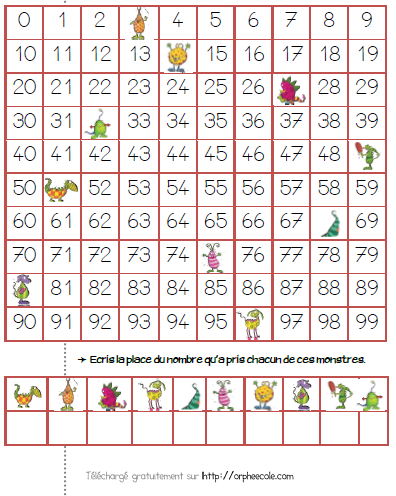 0 1 2 4 5 6 7 8 9
10 11 12 13 15 16 17 18 19
20 21 22 23 24 25 26 28 29
30 31 33 34 35 36 37 38 39
40 41 42 43 44 45 46 47 48
50 52 53 54 55 56 57 58 59
60 61 62 63 64 65 66 67 69
70 71 72 73 74 76 77 78 79
81 82 83 84 85 86 87 88 89
90 91 92 93 94 95 97 98 99
→ Ecris la place du nombre qu'a pris chacun de ces monstres.
Téléchargé gratuitement sur http://orpheecole.com